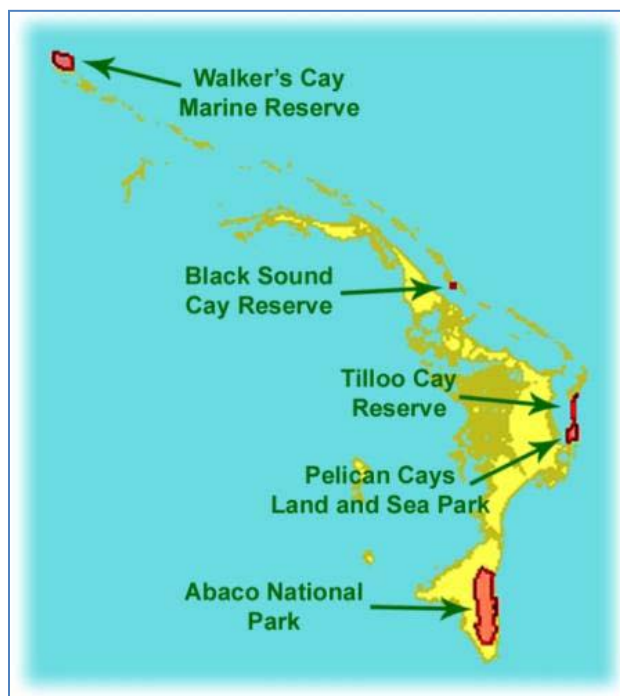 Walker's Cay
Marine Reserve
Black Sound
Cay Reserve
Tilloo Cay
Reserve
Pelican Cays
Land and Sea Park
Abaco National
Park